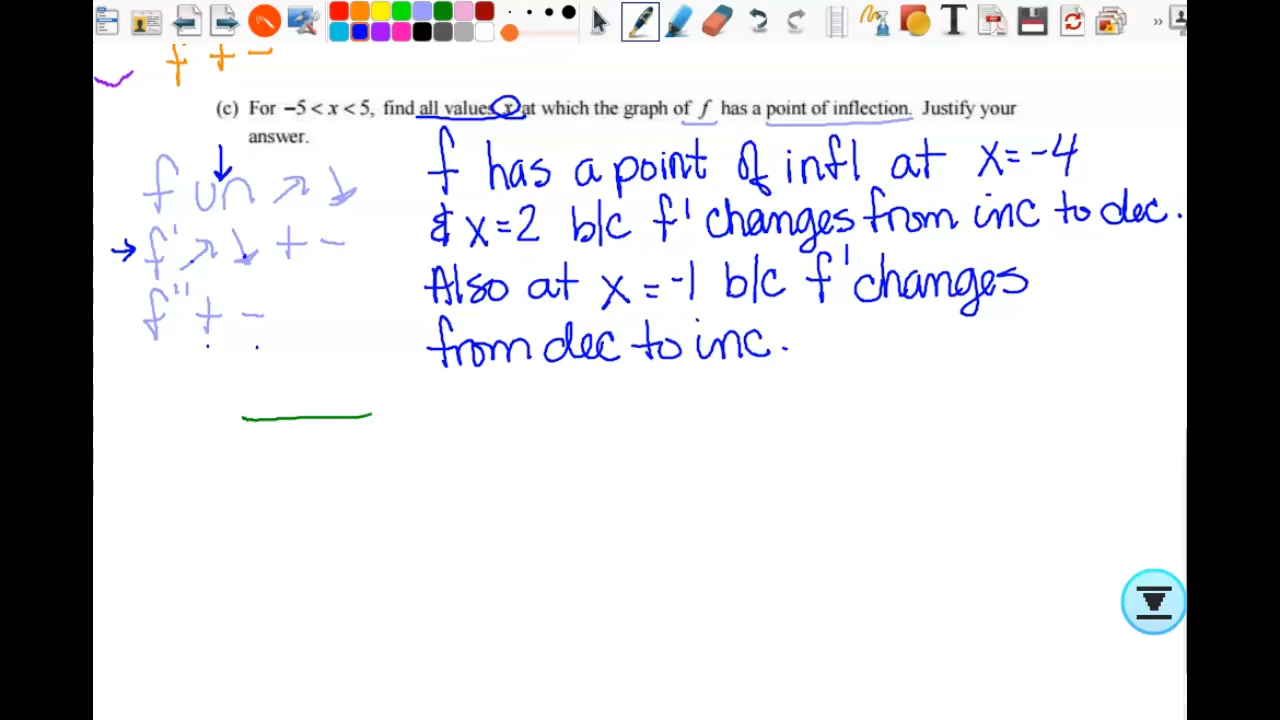 f + -
(c) For −5 < x < 5, find all values x at which the graph of f has a point of inflection. Justify your
answer.
f has a point of infl at x=-4
& x=2 b/c f' changes from inc to dec.
Also at x=-1 b/c f' changes
from dec to inc.
f ∪∩ ↗ ↘
→ f' ↗ ↘ + -
f" + -
T